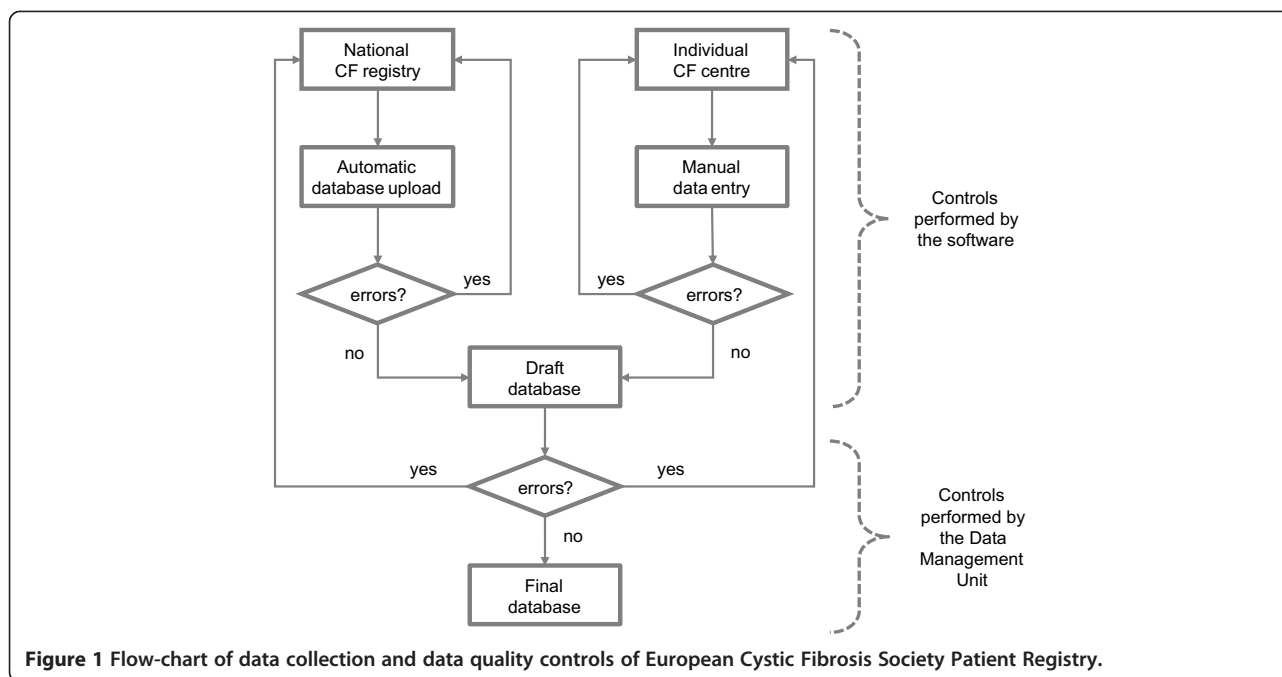 National
CF registry
Individual
CF centre
Automatic
database upload
Manual
data entry
Controls
performed by
the software
errors?
yes
yes
errors?
no
no
Draft
database
yes
yes
errors?
Controls
performed by
the Data
Management
Unit
no
Final
database
Figure 1 Flow-chart of data collection and data quality controls of European Cystic Fibrosis Society Patient Registry.